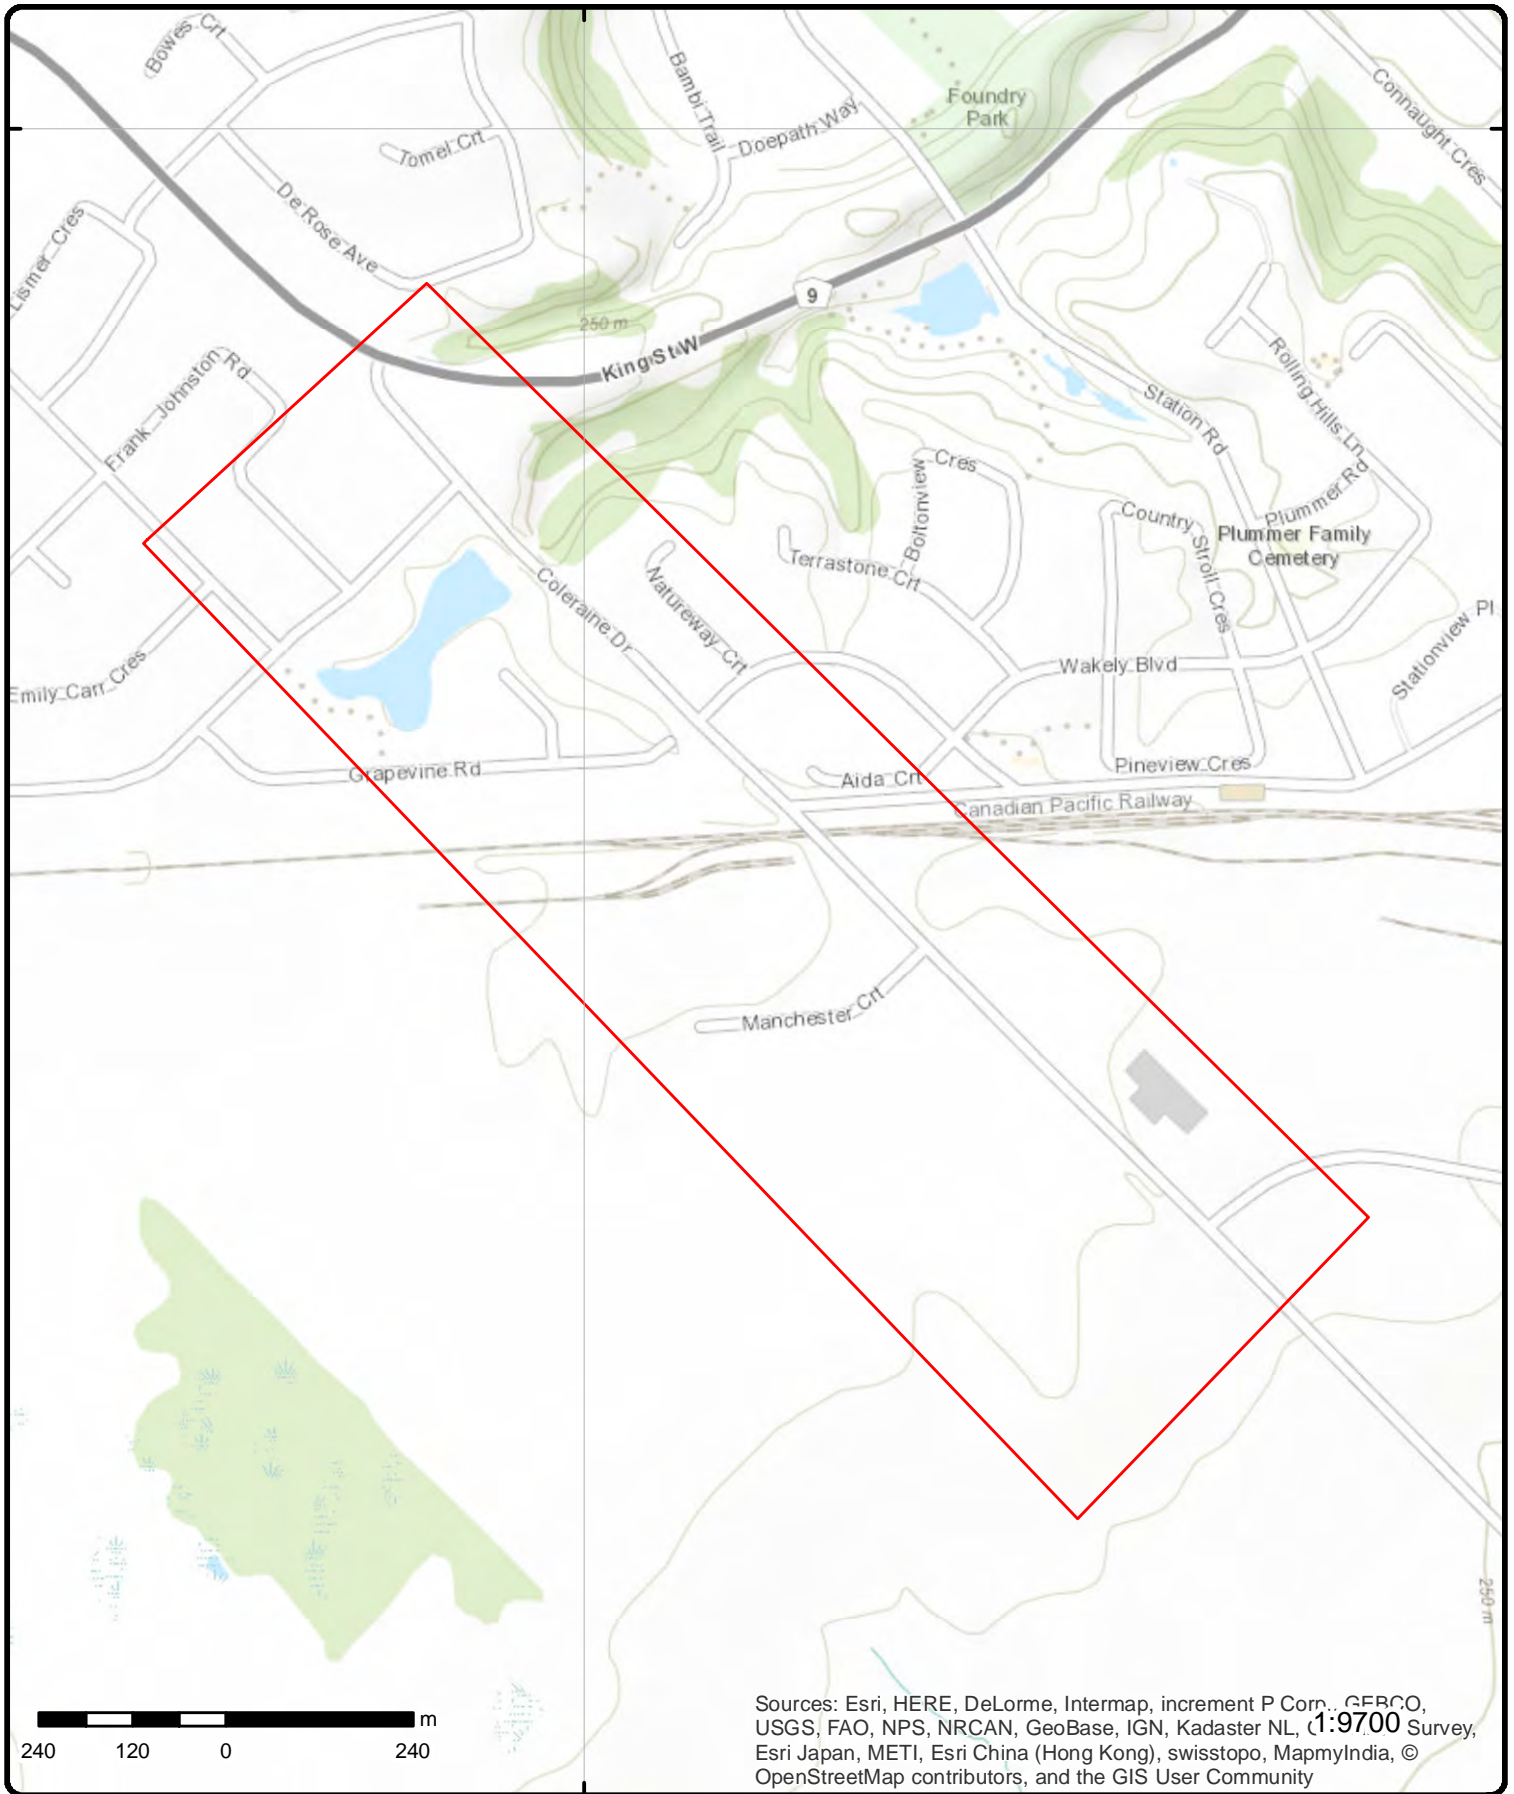 Bowes Crt
Bambi Trail
Foundry
Park
Connaught Cres
Doepath Way
Tomel Crt
De Rose Ave
Lismer Cres
9
250 m
King St W
Frank Johnston Rd
Rolling Hills Ln
Station Rd
Cres
Boltonview
Plummer Rd
Country Stroll Cres
Plummer Family
Cemetery
Terrastone Crt
Coleraine Dr
Natureway Crt
Stationview Pl
Emily Carr Cres
Wakely Blvd
Grapevine Rd
Aida Crt
Pineview Cres
Canadian Pacific Railway
Manchester Crt
250 m
m
240 120 0 240
Sources: Esri, HERE, DeLorme, Intermap, increment P Corp., GEBCO,
USGS, FAO, NPS, NRCAN, GeoBase, IGN, Kadaster NL, Survey,
1:9700
Esri Japan, METI, Esri China (Hong Kong), swisstopo, MapmyIndia, ©
OpenStreetMap contributors, and the GIS User Community